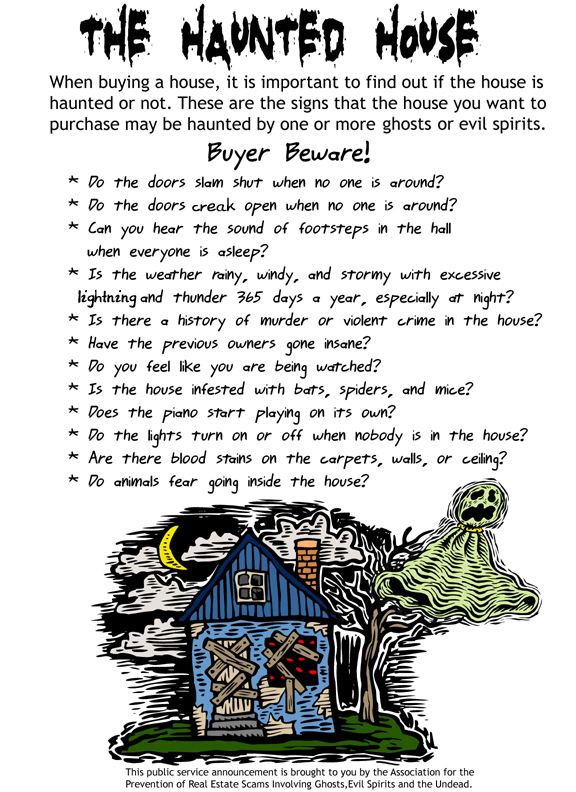 THE HAUNTED HOUSE
When buying a house, it is important to find out if the house is
haunted or not. These are the signs that the house you want to
purchase may be haunted by one or more ghosts or evil spirits.
Buyer Beware!
* Do the doors slam shut when no one is around?
* Do the doors creak open when no one is around?
* Can you hear the sound of footsteps in the hall
when everyone is asleep?
* Is the weather rainy, windy, and stormy with excessive
lightning and thunder 365 days a year, especially at night?
* Is there a history of murder or violent crime in the house?
* Have the previous owners gone insane?
* Do you feel like you are being watched?
* Is the house infested with bats, spiders, and mice?
* Does the piano start playing on its own?
* Do the lights turn on or off when nobody is in the house?
* Are there blood stains on the carpets, walls, or ceiling?
* Do animals fear going inside the house?
This public service announcement is brought to you by the Association for the
Prevention of Real Estate Scams Involving Ghosts,Evil Spirits and the Undead.